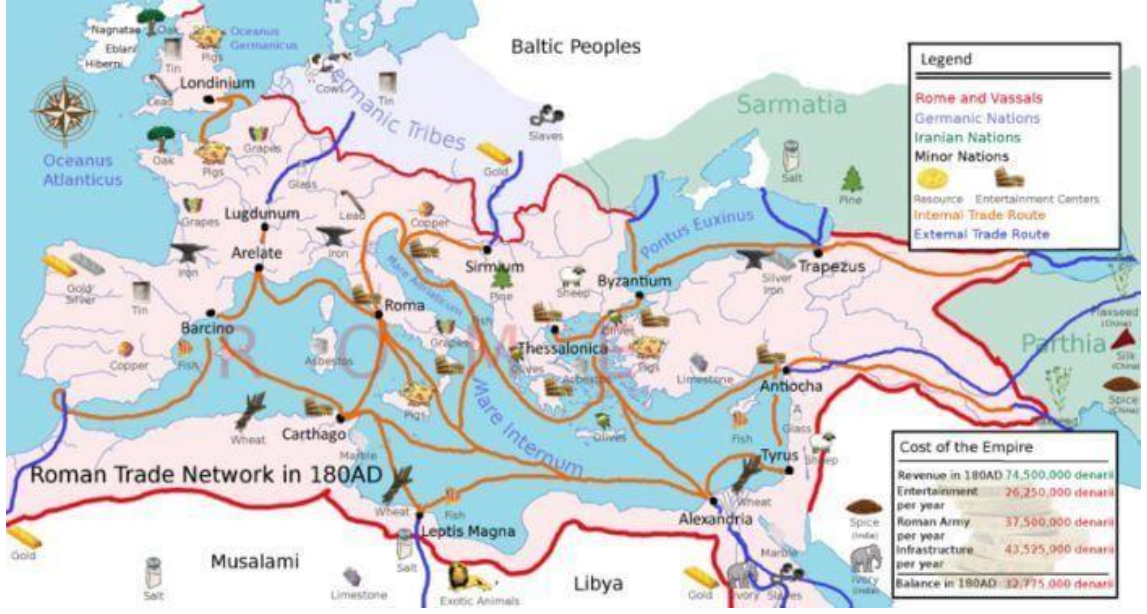 Nagnatae
Eblani
Hiberni
Oak
Tin
Pigs
Oceanus
Germanicus
Londinium
Lead
Oak
Pigs
Grapes
Oceanus
Atlanticus
Cows
Tin
Germanic Tribes
Baltic Peoples
Slaves
Gold
Sarmatia
Salt
Pine
Legend
Rome and Vassals
Germanic Nations
Iranian Nations
Minor Nations
Resource
Entertainment Centers
Internal Trade Route
External Trade Route
Glass
Grapes
Lugdunum
Lead
Copper
Iron
Arelate
Iron
Sirmium
Pine
Sheep
Pontus Euxinus
Byzantium
Silver
Iron
Trapezus
Gold
Silver
Tin
Barcino
Copper
Fish
Roma
Mare Adriaticum
Fish
Grapes
Asbestos
ROME
Thessalonica
Olives
Olives
Asbestos
Pigs
Limestone
Antiocha
Parthia
Flaxseed
(China)
Silk
(China)
Spice
(China)
Pigs
Mare Internum
Olives
Fish
Glass
Tyrus
Sheep
Wheat
Carthago
Marble
Roman Trade Network in 180AD
Wheat
Fish
Leptis Magna
Wheat
Alexandria
Gold
Musalami
Salt
Salt
Limestone
Exotic Animals
Libya
Gold
Ivory
Slaves
Marble
Spice
(India)
Ivory
(India)
Cost of the Empire
Revenue in 180AD 74,500,000 denarii
Entertainment 26,250,000 denarii
per year
Roman Army 37,500,000 denarii
per year
Infrastructure 43,525,000 denarii
per year
Balance in 180AD 32,775,000 denarii